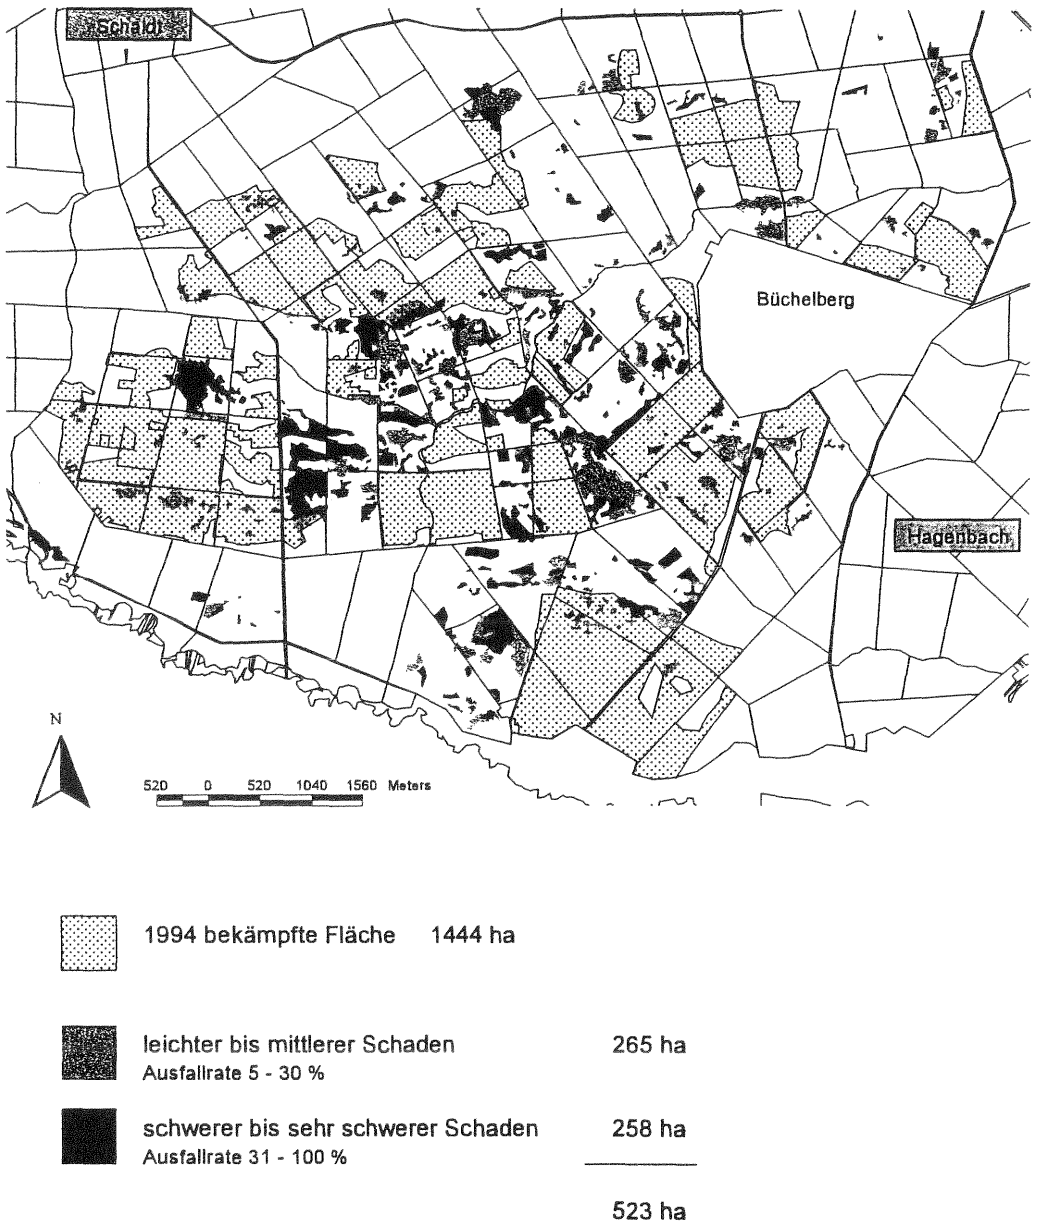 Schaidt
Büchelberg
Hagenbach
N
520 0 520 1040 1560 Meters
1994 bekämpfte Fläche 1444 ha
leichter bis mittlerer Schaden 265 ha
Ausfallrate 5 - 30 %
schwerer bis sehr schwerer Schaden 258 ha
Ausfallrate 31 - 100 %
523 ha